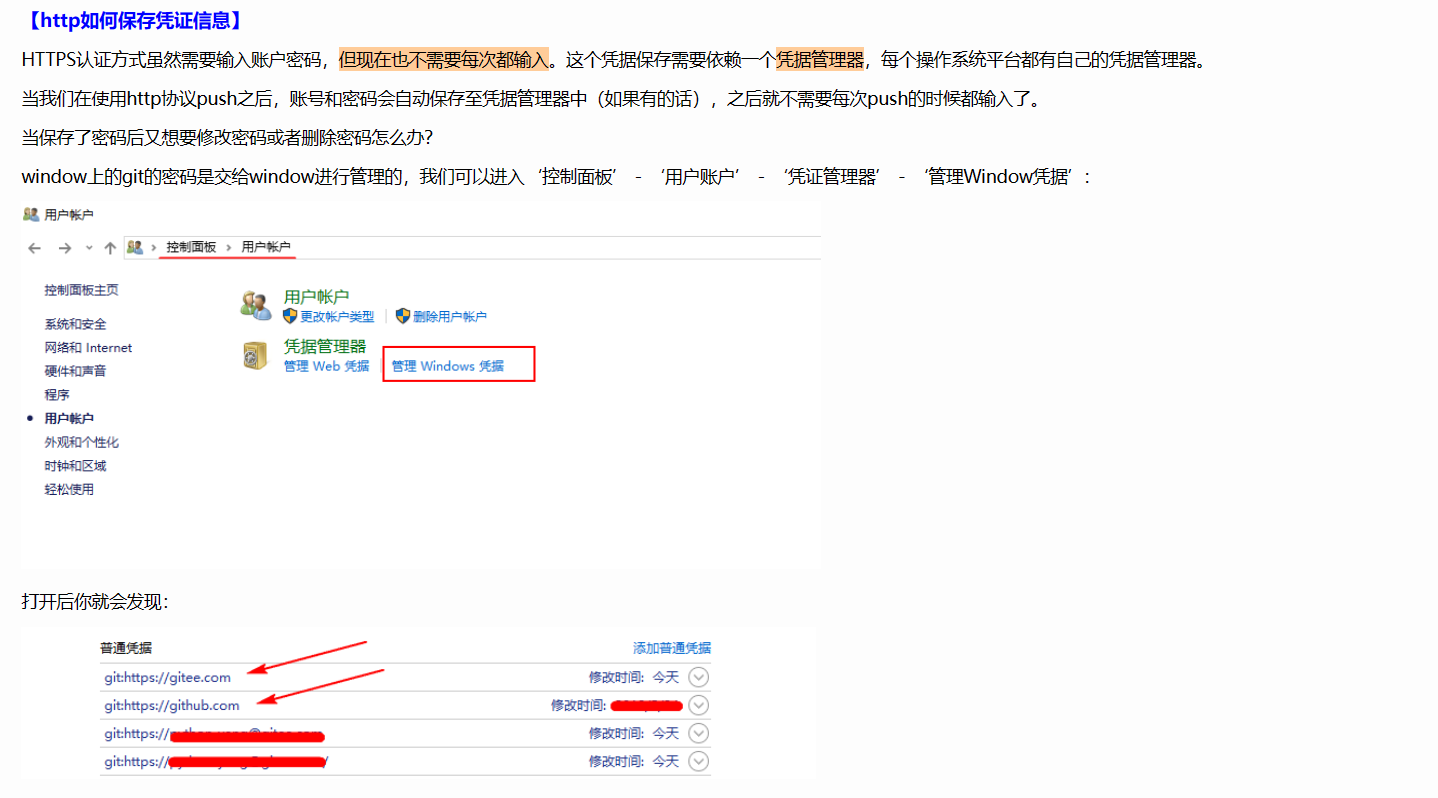 【http如何保存凭证信息】
HTTPS认证方式虽然需要输入账户密码，但现在也不需要每次都输入。这个凭据保存需要依赖一个凭据管理器，每个操作系统平台都有自己的凭据管理器。
当我们在使用http协议push之后，账号和密码会自动保存至凭据管理器中（如果有的话），之后就不需要每次push的时候都输入了。
当保存了密码后又想要修改密码或者删除密码怎么办？
window上的git的密码是交给window进行管理的，我们可以进入‘控制面板’ - ‘用户账户’ - ‘凭证管理器’ - ‘管理Window凭据’：
用户帐户
控制面板 > 用户帐户
控制面板主页
系统和安全
网络和 Internet
硬件和声音
程序
用户帐户
外观和个性化
时钟和区域
轻松使用
用户帐户
更改帐户类型 删除用户帐户
凭据管理器
管理 Web 凭据 管理 Windows 凭据
打开后你就会发现：
普通凭据 添加普通凭据
git:https://gitee.com 修改时间: 今天
git:https://github.com 修改时间:
git:https:// 修改时间: 今天
git:https:// 修改时间: 今天